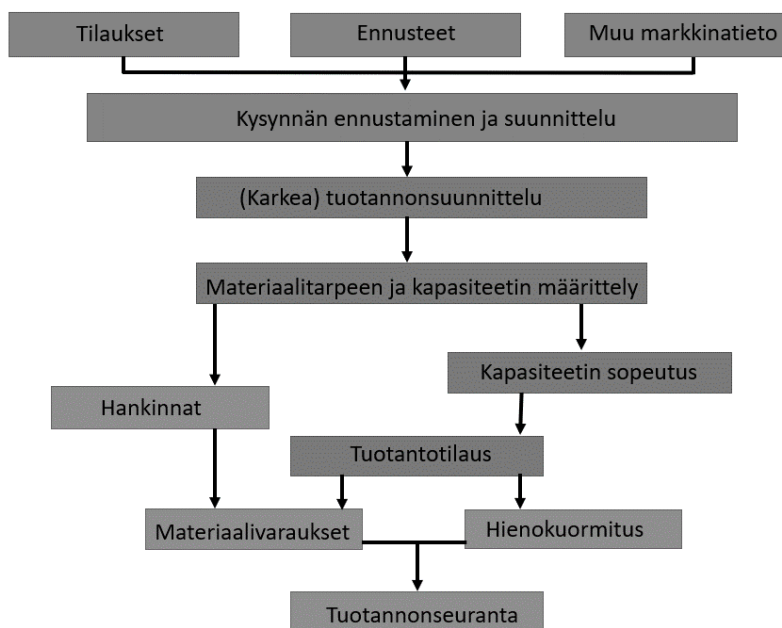 Tilaukset
Ennusteet
Muu markkinatieto
Kysynnän ennustaminen ja suunnittelu
(Karkea) tuotannonsuunnittelu
Materiaalitarpeen ja kapasiteetin määrittely
Kapasiteetin sopeutus
Hankinnat
Tuotantotilaus
Materiaalivaraukset
Hienokuormitus
Tuotannonseuranta